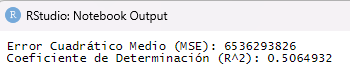 R RStudio: Notebook Output
Error Cuadrático Medio (MSE): 6536293826
Coeficiente de Determinación (R^2): 0.5064932